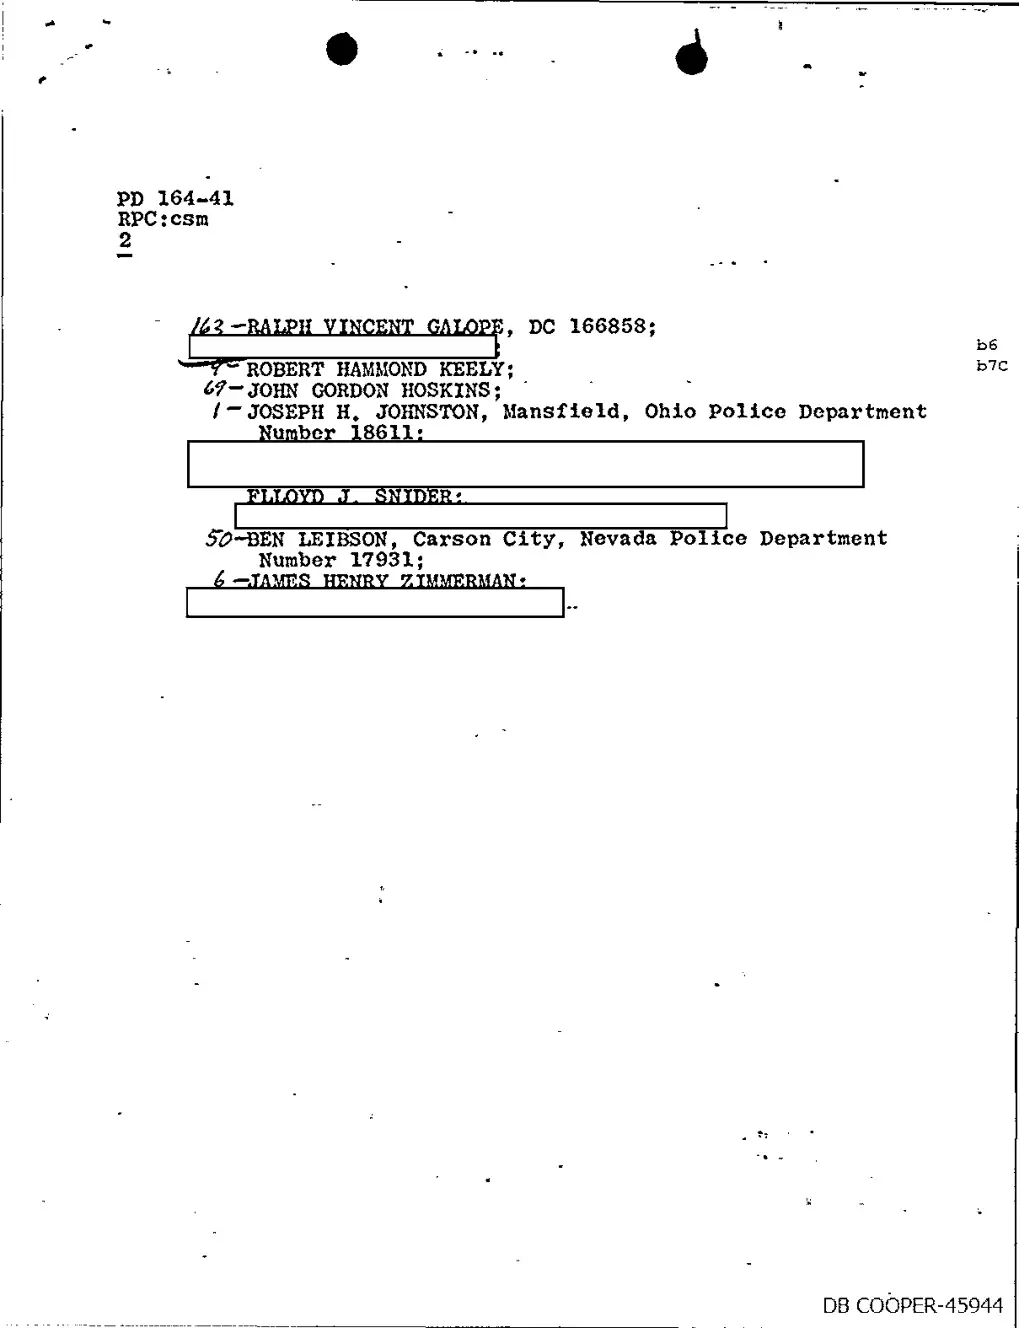 PD 164-41
RPC:csm
2
163-RALPH VINCENT GALOPE, DC 166858;
b6
b7C
ROBERT HAMMOND KEELY;
69-JOHN GORDON HOSKINS;
1-JOSEPH H. JOHNSTON, Mansfield, Ohio Police Department
Number 18611;
FLLOYD J. SNIDER;
50-BEN LEIBSON, Carson City, Nevada Police Department
Number 17931;
6-JAMES HENRY ZIMMERMAN;
DB COOPER-45944